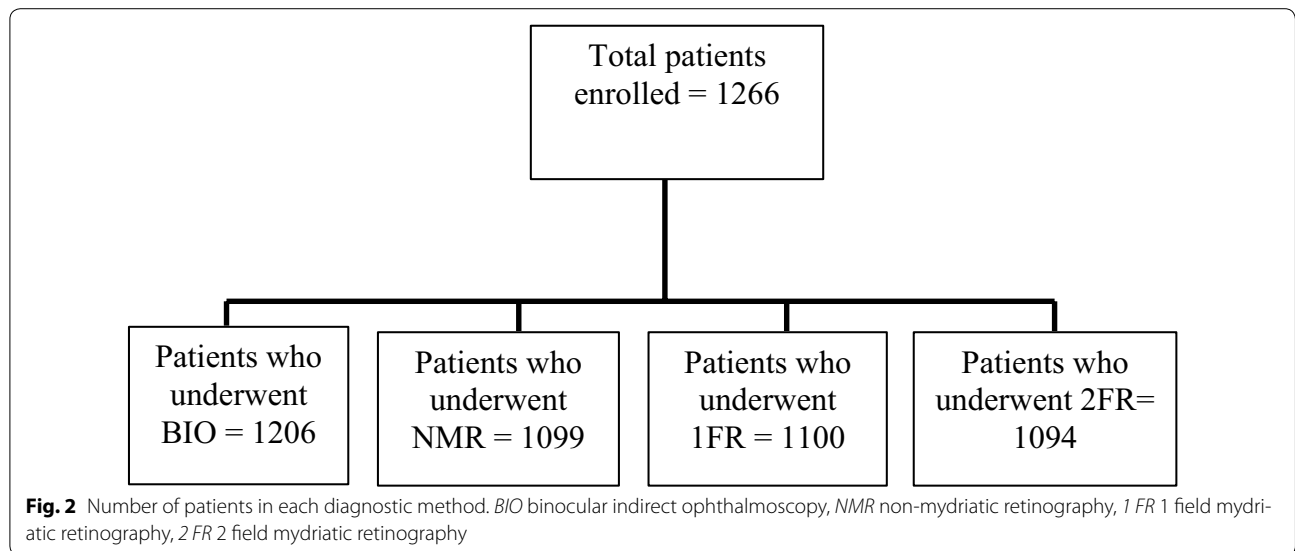 Total patients
enrolled = 1266
Patients who
underwent
BIO = 1206
Patients who
underwent
NMR = 1099
Patients who
underwent
1FR = 1100
Patients who
underwent 2FR=
1094
Fig. 2 Number of patients in each diagnostic method. BIO binocular indirect ophthalmoscopy, NMR non-mydriatic retinography, 1 FR 1 field mydri-
atic retinography, 2 FR 2 field mydriatic retinography